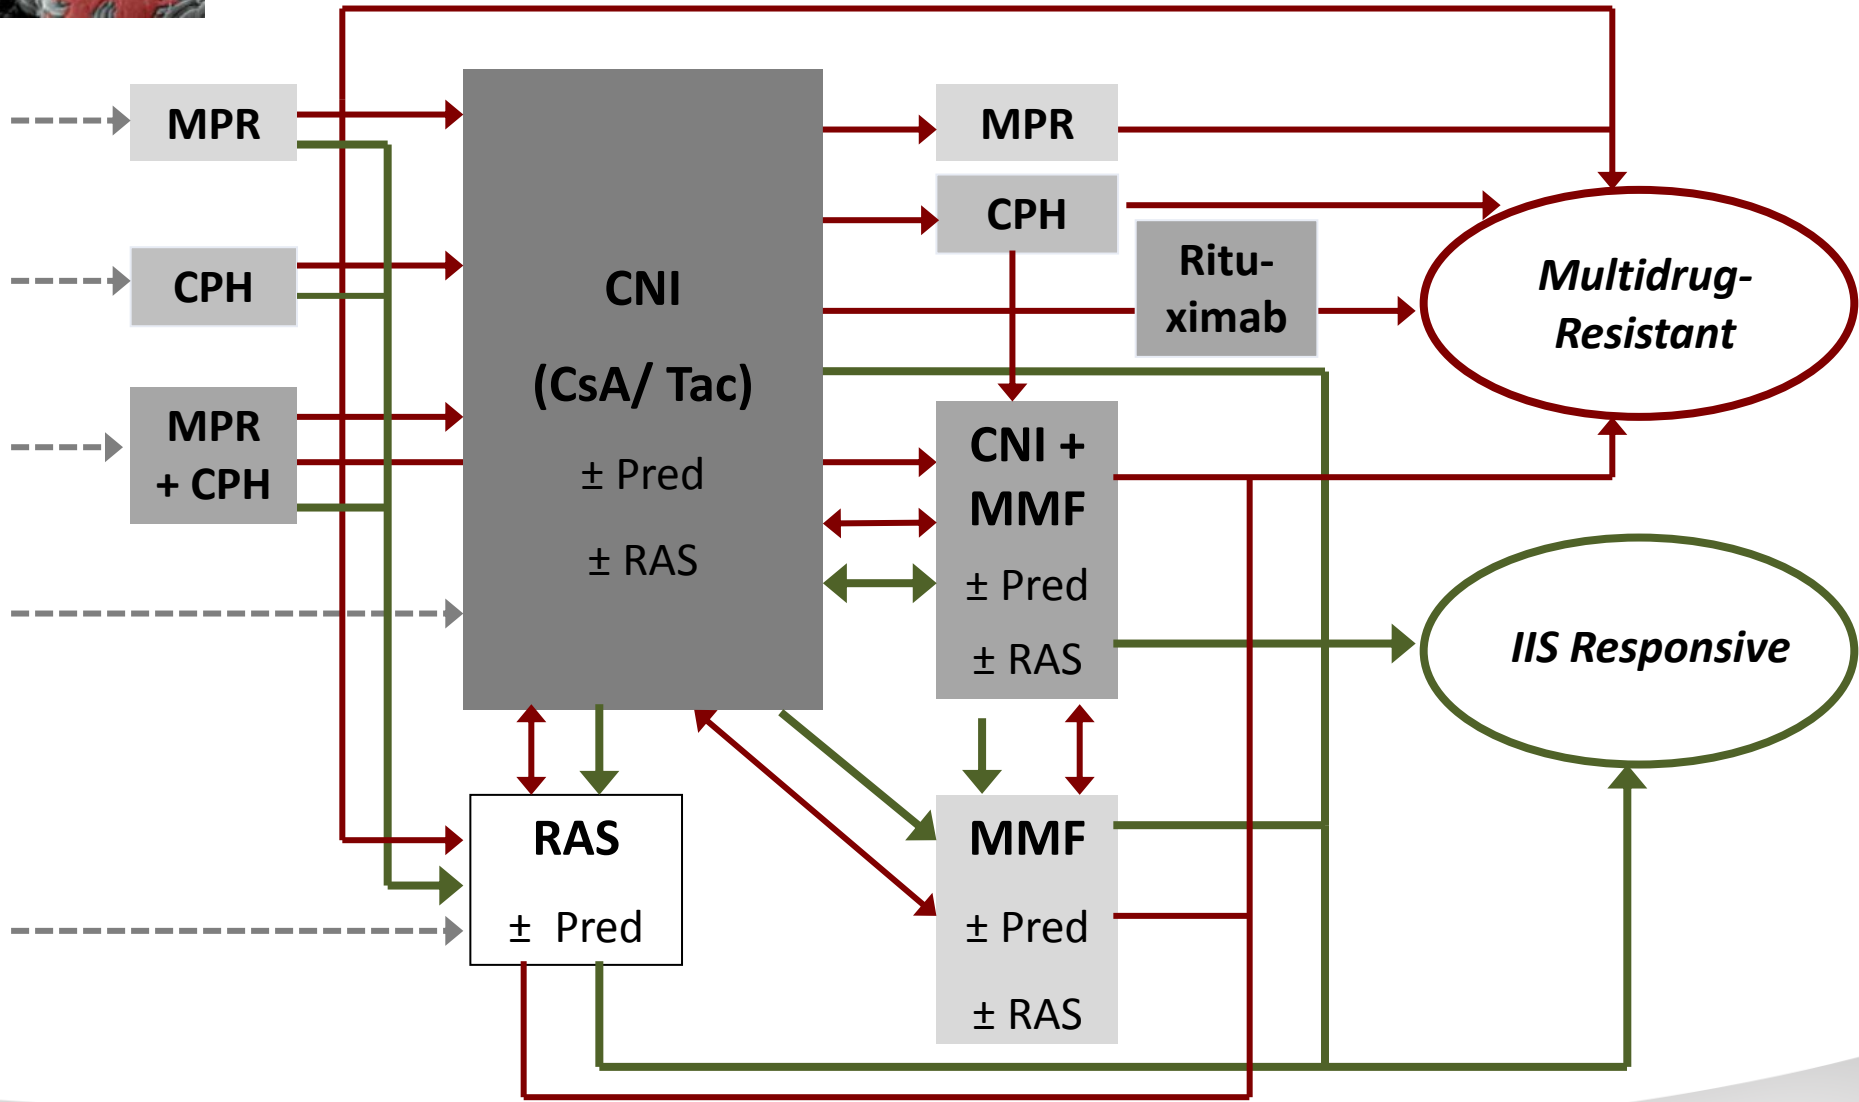 MPR
CPH
MPR
+ CPH
CNI
(CsA/ Tac)
± Pred
± RAS
RAS
± Pred
MPR
CPH
Ritu-
ximab
CNI +
MMF
± Pred
± RAS
MMF
± Pred
± RAS
Multidrug-
Resistant
IIS Responsive